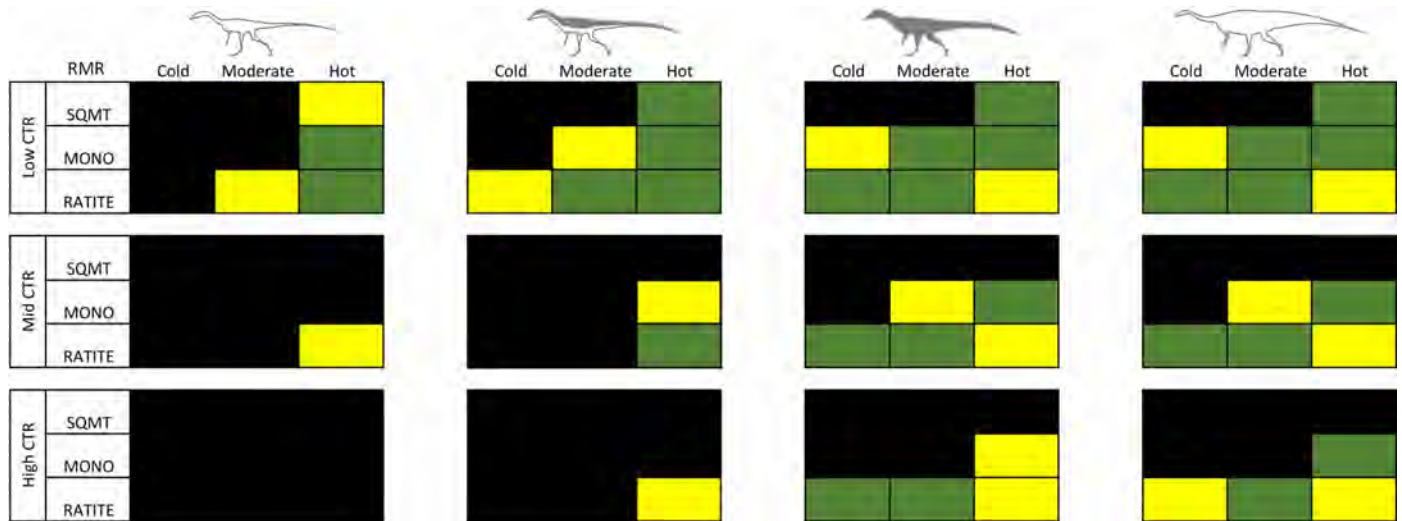 RMR Cold Moderate Hot Cold Moderate Hot Cold Moderate Hot Cold Moderate Hot
Low CTR
SQMT
MONO
RATITE
Mid CTR
SQMT
MONO
RATITE
High CTR
SQMT
MONO
RATITE